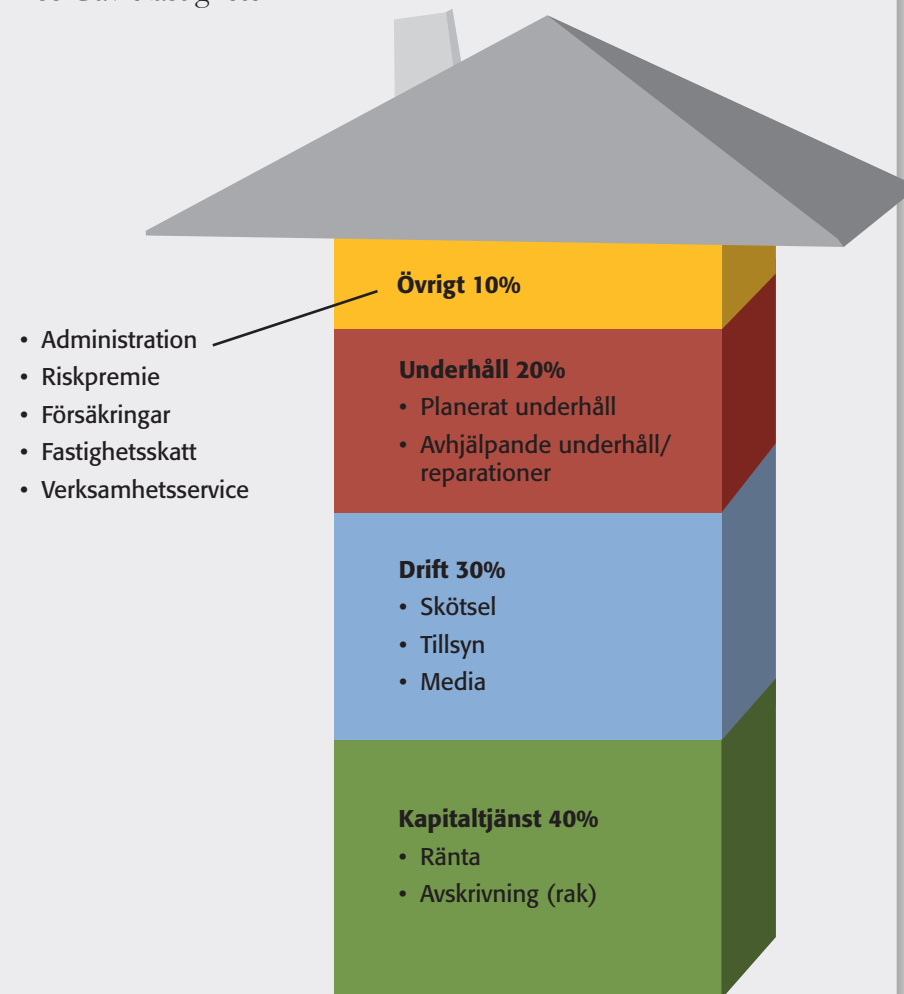 Övrigt 10%
• Administration
• Riskpremie
• Försäkringar
• Fastighetsskatt
• Verksamhetsservice
Underhåll 20%
• Planerat underhåll
• Avhjälpande underhåll/
reparationer
Drift 30%
• Skötsel
• Tillsyn
• Media
Kapitaltjänst 40%
• Ränta
• Avskrivning (rak)